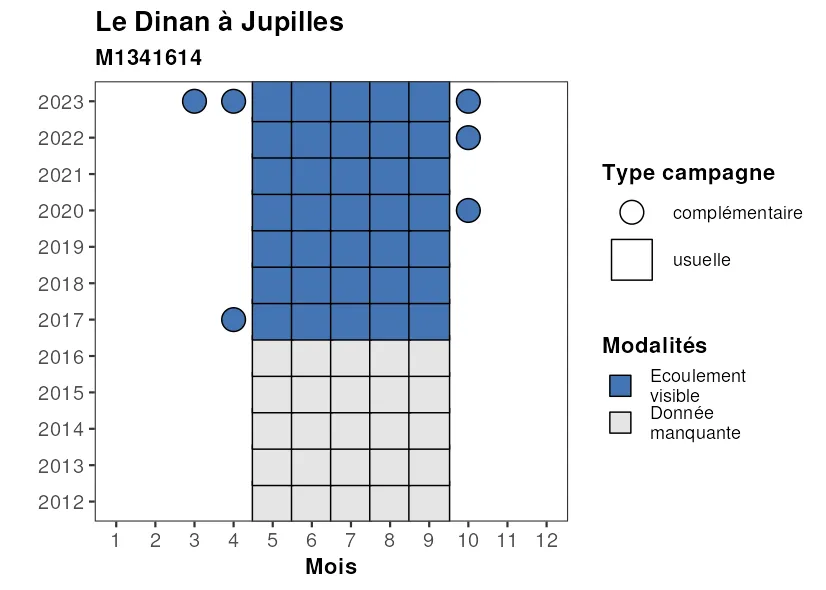 Le Dinan à Jupilles
M1341614
2023
2022
2021
2020
2019
2018
2017
2016
2015
2014
2013
2012
1 2 3 4 5 6 7 8 9 10 11 12
Mois
Type campagne
complémentaire
usuelle
Modalités
Ecoulement
visible
Donnée
manquante